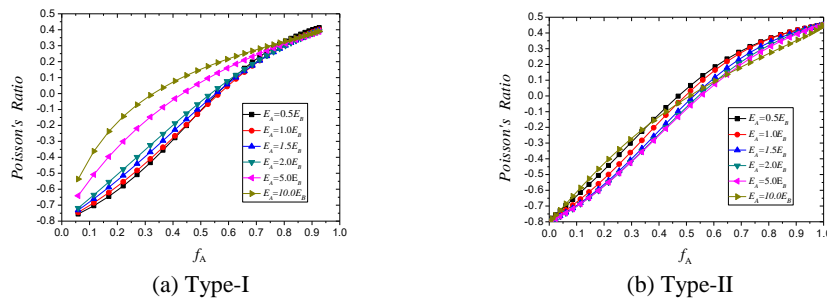 0.5
0.4
0.3
0.2
0.1
0.0
-0.1
-0.2
-0.3
-0.4
-0.5
-0.6
-0.7
-0.8
Poisson's Ratio
E_A=0.5E_B
E_A=1.0E_B
E_A=1.5E_B
E_A=2.0E_B
E_A=5.0E_B
E_A=10.0E_B
0.0 0.1 0.2 0.3 0.4 0.5 0.6 0.7 0.8 0.9 1.0
f_A
(a) Type-I
0.5
0.4
0.3
0.2
0.1
0.0
-0.1
-0.2
-0.3
-0.4
-0.5
-0.6
-0.7
-0.8
Poisson's Ratio
E_A=0.5E_B
E_A=1.0E_B
E_A=1.5E_B
E_A=2.0E_B
E_A=5.0E_B
E_A=10.0E_B
0.0 0.1 0.2 0.3 0.4 0.5 0.6 0.7 0.8 0.9 1.0
f_A
(b) Type-II